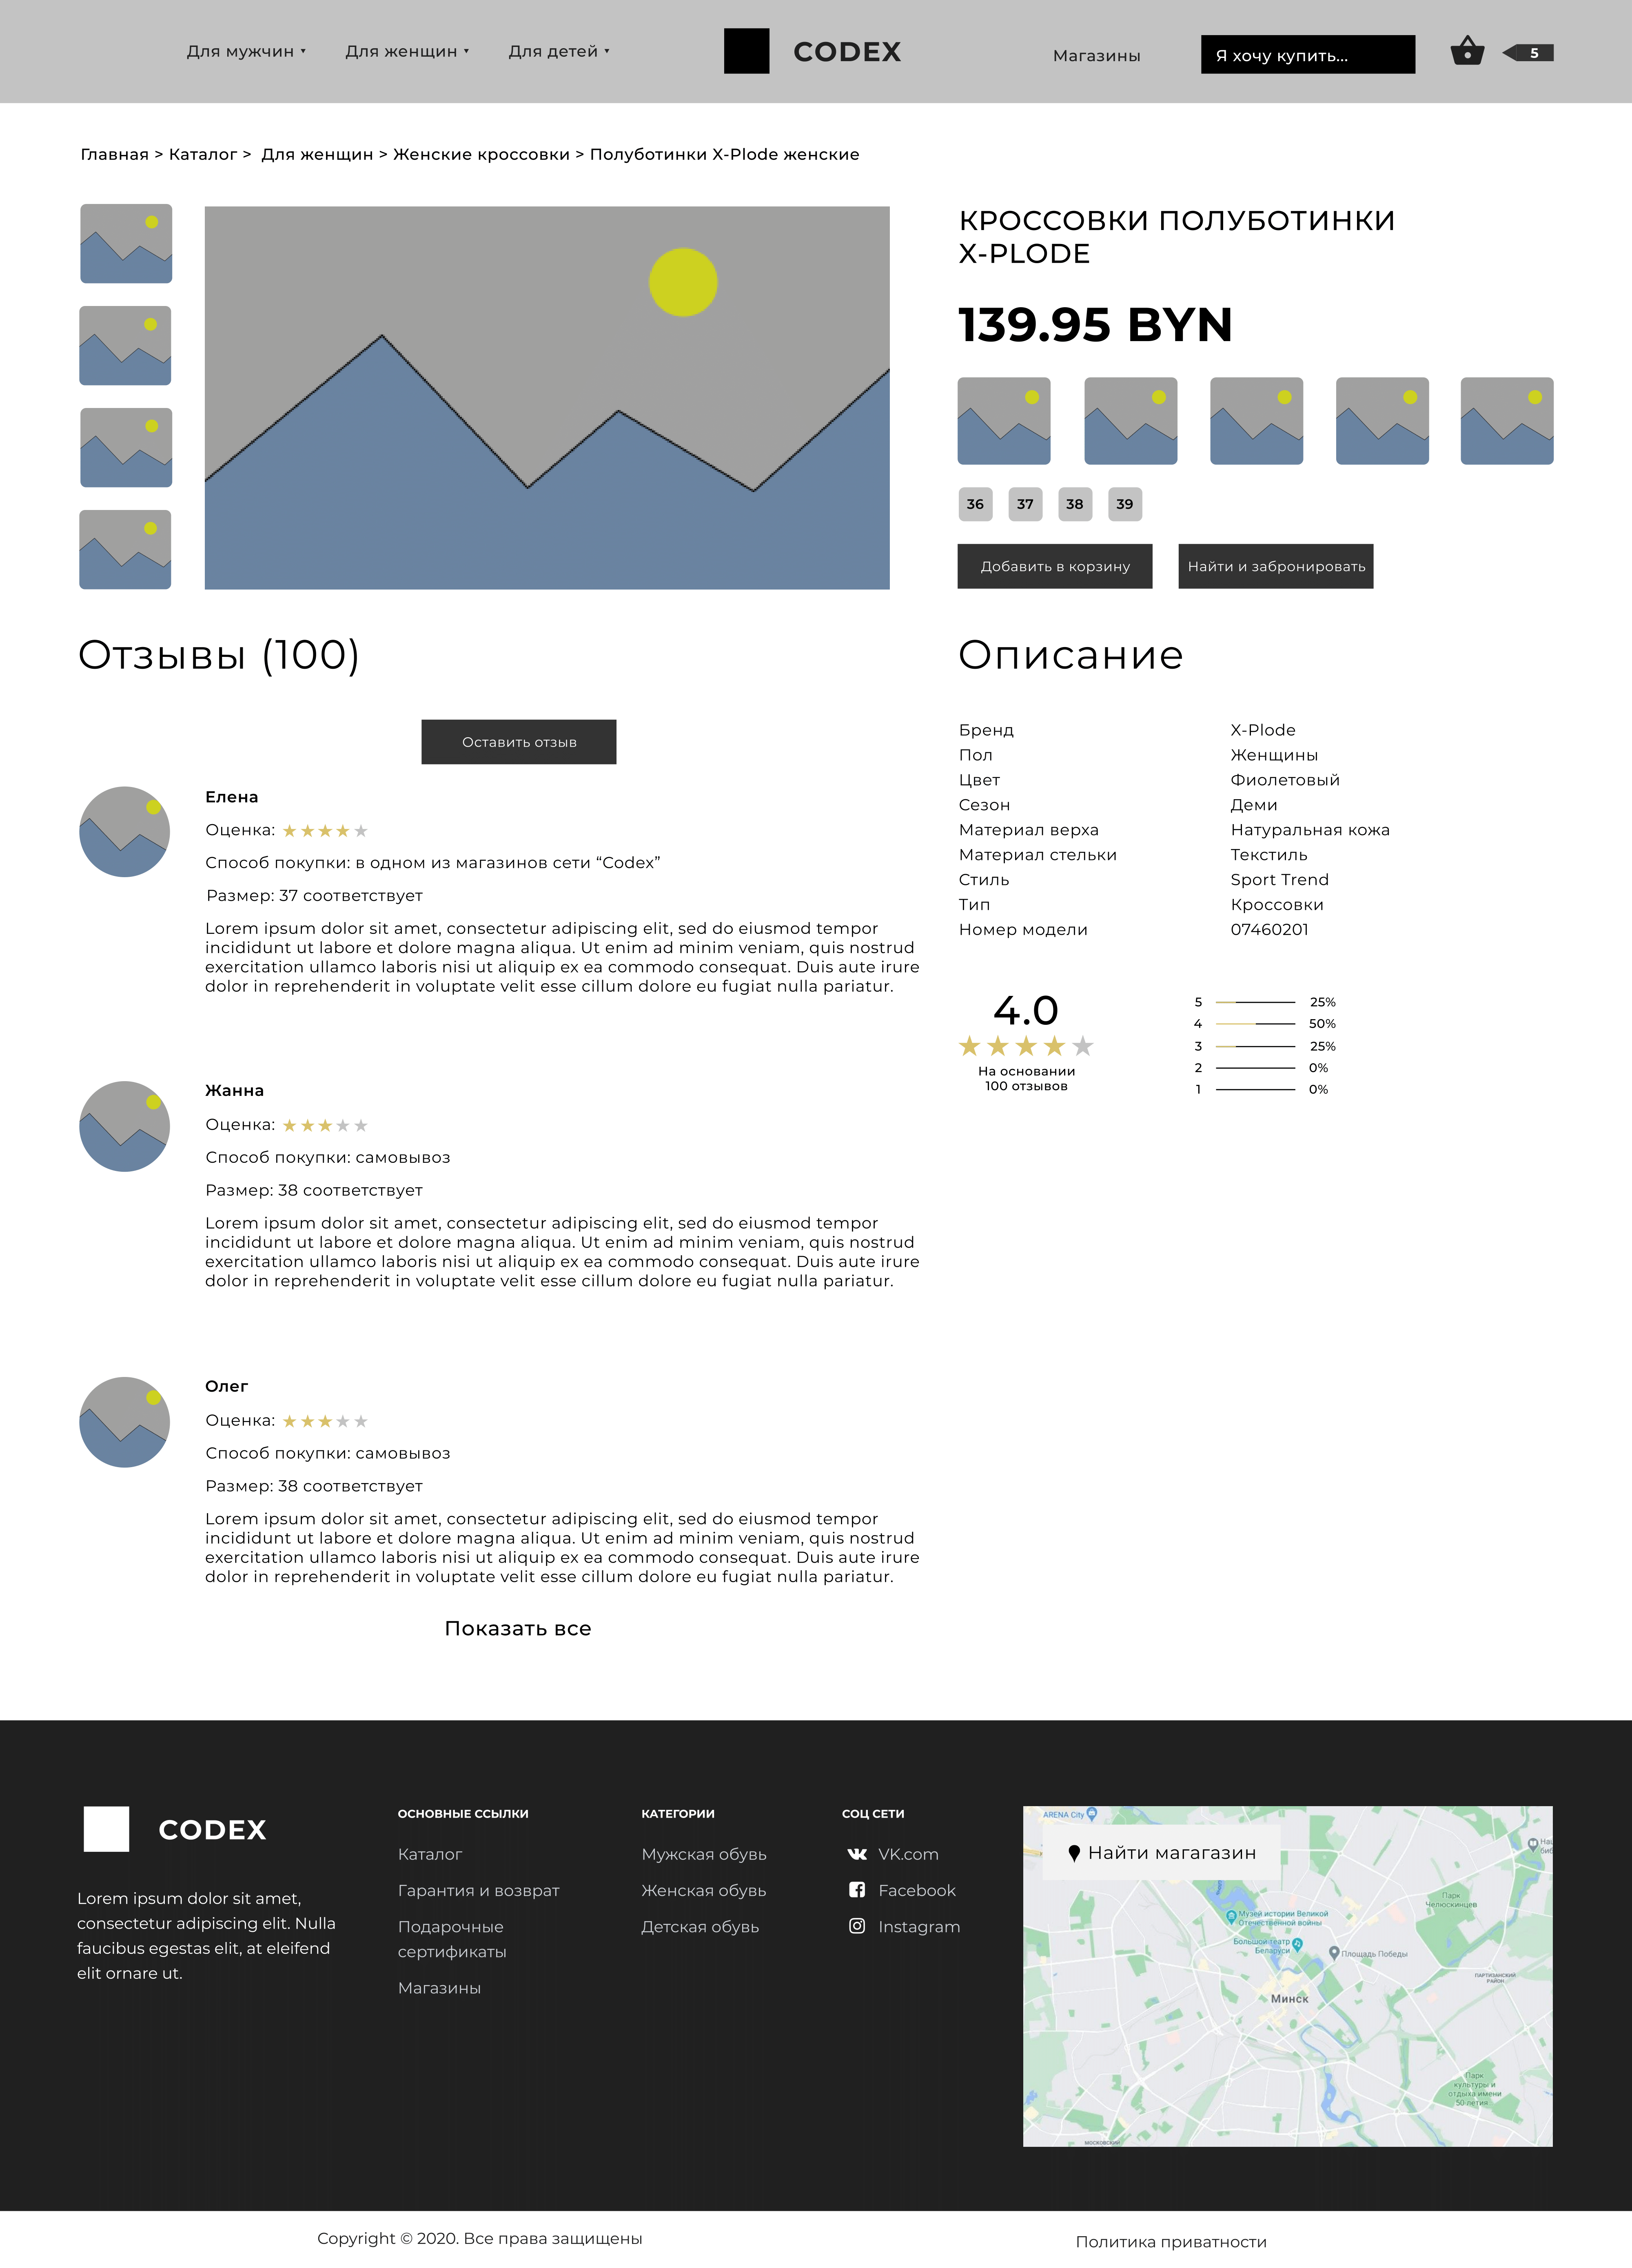 Для мужчин ▾ Для женщин ▾ Для детей ▾
CODEX
Магазины
Я хочу купить...
5
Главная > Каталог > Для женщин > Женские кроссовки > Полуботинки X-Plode женские
КРОССОВКИ ПОЛУБОТИНКИ
X-PLODE
139.95 BYN
36 37 38 39
Добавить в корзину
Найти и забронировать
Отзывы (100)
Оставить отзыв
Елена
Оценка:
Способ покупки: в одном из магазинов сети “Codex”
Размер: 37 соответствует
Lorem ipsum dolor sit amet, consectetur adipiscing elit, sed do eiusmod tempor
incididunt ut labore et dolore magna aliqua. Ut enim ad minim veniam, quis nostrud
exercitation ullamco laboris nisi ut aliquip ex ea commodo consequat. Duis aute irure
dolor in reprehenderit in voluptate velit esse cillum dolore eu fugiat nulla pariatur.
Жанна
Оценка:
Способ покупки: самовывоз
Размер: 38 соответствует
Lorem ipsum dolor sit amet, consectetur adipiscing elit, sed do eiusmod tempor
incididunt ut labore et dolore magna aliqua. Ut enim ad minim veniam, quis nostrud
exercitation ullamco laboris nisi ut aliquip ex ea commodo consequat. Duis aute irure
dolor in reprehenderit in voluptate velit esse cillum dolore eu fugiat nulla pariatur.
Олег
Оценка:
Способ покупки: самовывоз
Размер: 38 соответствует
Lorem ipsum dolor sit amet, consectetur adipiscing elit, sed do eiusmod tempor
incididunt ut labore et dolore magna aliqua. Ut enim ad minim veniam, quis nostrud
exercitation ullamco laboris nisi ut aliquip ex ea commodo consequat. Duis aute irure
dolor in reprehenderit in voluptate velit esse cillum dolore eu fugiat nulla pariatur.
Показать все
Описание
Бренд X-Plode
Пол Женщины
Цвет Фиолетовый
Сезон Деми
Материал верха Натуральная кожа
Материал стельки Текстиль
Стиль Sport Trend
Тип Кроссовки
Номер модели 07460201
4.0
На основании
100 отзывов
5 25%
4 50%
3 25%
2 0%
1 0%
CODEX
Lorem ipsum dolor sit amet,
consectetur adipiscing elit. Nulla
faucibus egestas elit, at eleifend
elit ornare ut.
ОСНОВНЫЕ ССЫЛКИ
Каталог
Гарантия и возврат
Подарочные
сертификаты
Магазины
КАТЕГОРИИ
Мужская обувь
Женская обувь
Детская обувь
СОЦ СЕТИ
VK.com
Facebook
Instagram
ARENA City
Найти магагазин
Парк
Челюскинцев
Музей истории Великой
Отечественной войны
Большой театр
Беларуси
Площадь Победы
ПАРТИЗАНСКИЙ
РАЙОН
Минск
Парк
культуры и
отдыха имени
50-летия
МОСКОВСКИЙ
Copyright © 2020. Все права защищены
Политика приватности